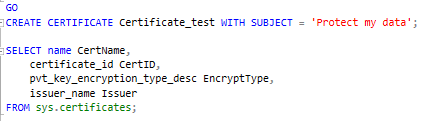 GO
CREATE CERTIFICATE Certificate_test WITH SUBJECT = 'Protect my data';
SELECT name CertName,
certificate_id CertID,
pvt_key_encryption_type_desc EncryptType,
issuer_name Issuer
FROM sys.certificates;